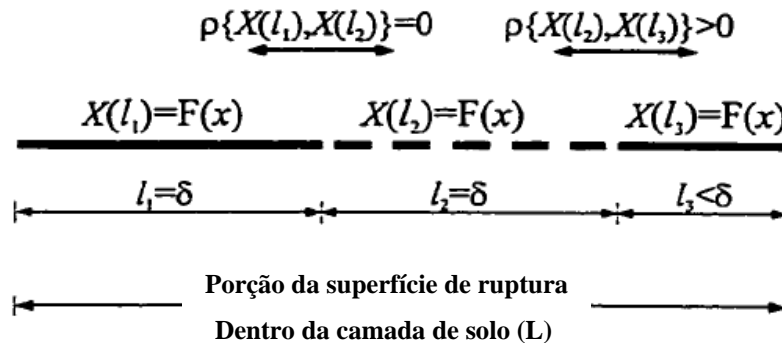 ρ{X(l₁),X(l₂)}=0 ρ{X(l₂),X(l₃)}>0
X(l₁)=F(x) X(l₂)=F(x) X(l₃)=F(x)
l₁=δ l₂=δ l₃<δ
Porção da superfície de ruptura
Dentro da camada de solo (L)